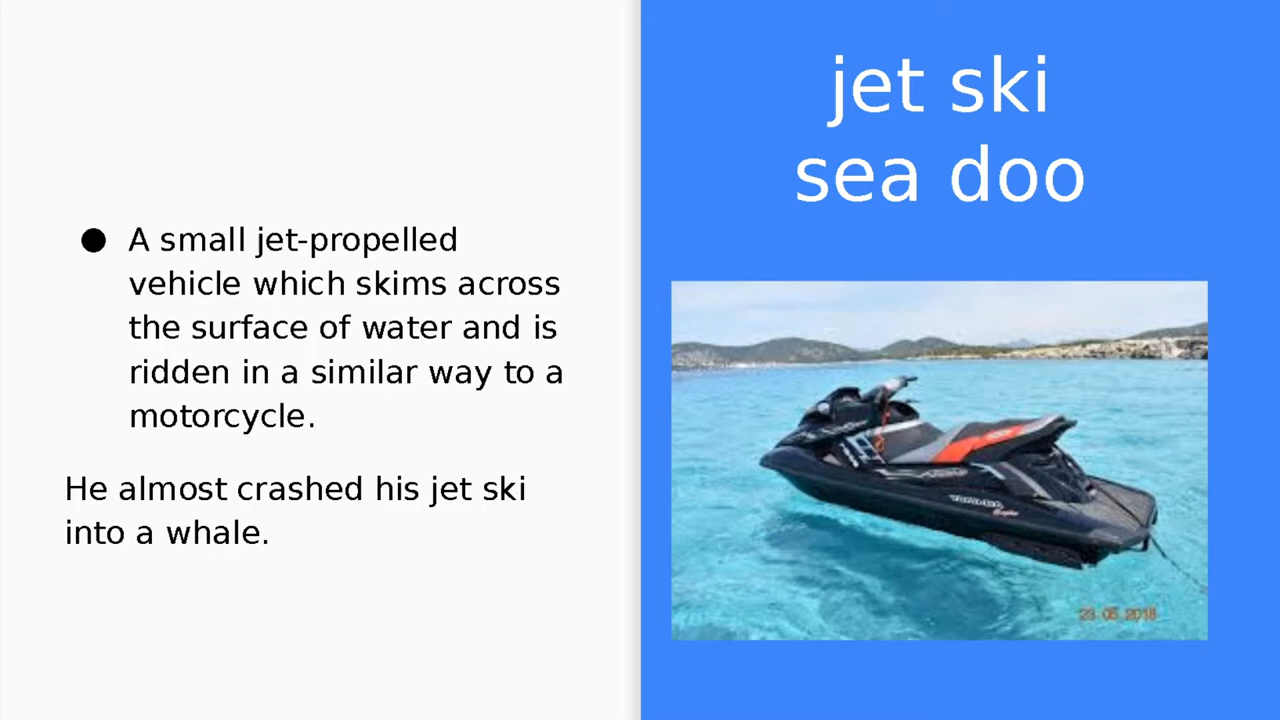 jet ski
sea doo
● A small jet-propelled
vehicle which skims across
the surface of water and is
ridden in a similar way to a
motorcycle.
He almost crashed his jet ski
into a whale.
23 05 2018